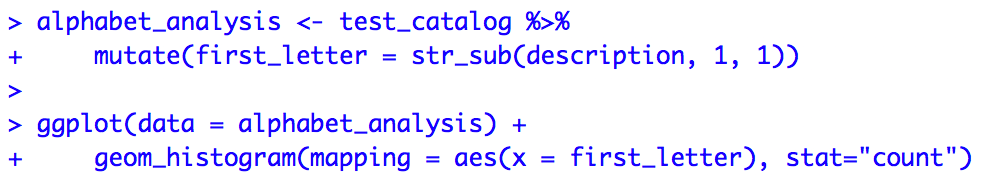 > alphabet_analysis <- test_catalog %>%
+     mutate(first_letter = str_sub(description, 1, 1))
>
> ggplot(data = alphabet_analysis) +
+     geom_histogram(mapping = aes(x = first_letter), stat="count")